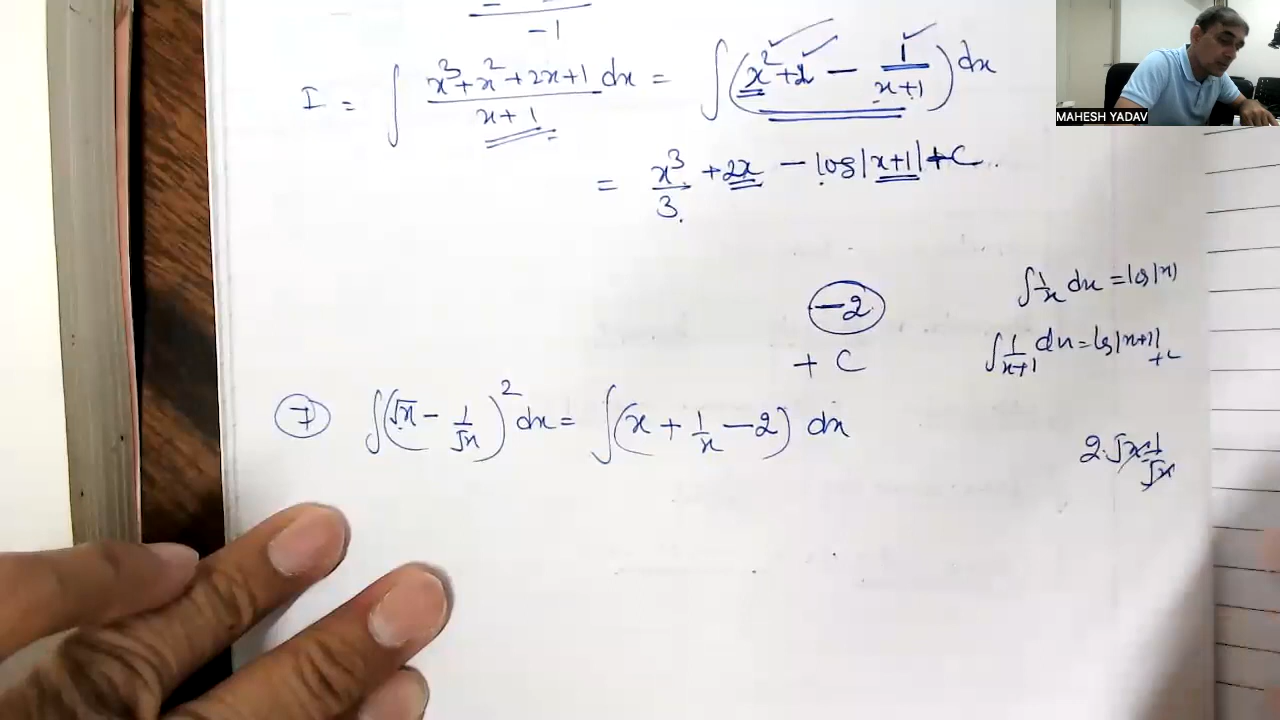 -1
I = ∫ (x³+x²+2x+1)/(x+1) dx = ∫(x²+2 - 1/(x+1)) dx
= x³/3 + 2x - log|x+1| + C
-2
+ C
∫ 1/x dx = log|x|
∫ 1/(x+1) dx = log|x+1| + c
7 ∫(√x - 1/√x)² dx = ∫(x + 1/x - 2) dx
2·√x·1/√x
MAHESH YADAV